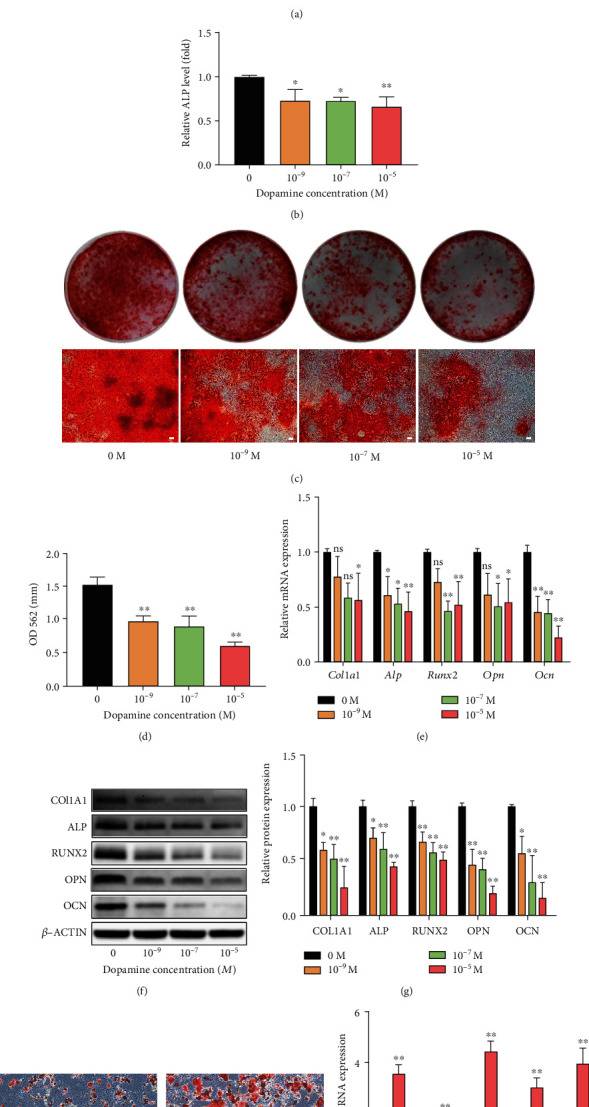 (a)
1.5
1.0
0.5
0.0
Relative ALP level (fold)
* * **
0 10⁻⁹ 10⁻⁷ 10⁻⁵
Dopamine concentration (M)
(b)
0 M 10⁻⁹ M 10⁻⁷ M 10⁻⁵ M
(c)
2.0
1.5
1.0
0.5
0.0
OD 562 (mm)
** ** **
0 10⁻⁹ 10⁻⁷ 10⁻⁵
Dopamine concentration (M)
(d)
1.5
1.0
0.5
0.0
Relative mRNA expression
ns ns * * * ** ns ** ** ns * * ** ** **
Col1a1 Alp Runx2 Opn Ocn
0 M 10⁻⁷ M
10⁻⁹ M 10⁻⁵ M
(e)
COl1A1
ALP
RUNX2
OPN
OCN
β–ACTIN
0 10⁻⁹ 10⁻⁷ 10⁻⁵
Dopamine concentration (M)
(f)
1.5
1.0
0.5
0.0
Relative protein expression
* ** ** * ** ** ** ** ** ** ** ** * ** **
COL1A1 ALP RUNX2 OPN OCN
0 M 10⁻⁷ M
10⁻⁹ M 10⁻⁵ M
(g)
6
4
RNA expression
** ** ** ** **